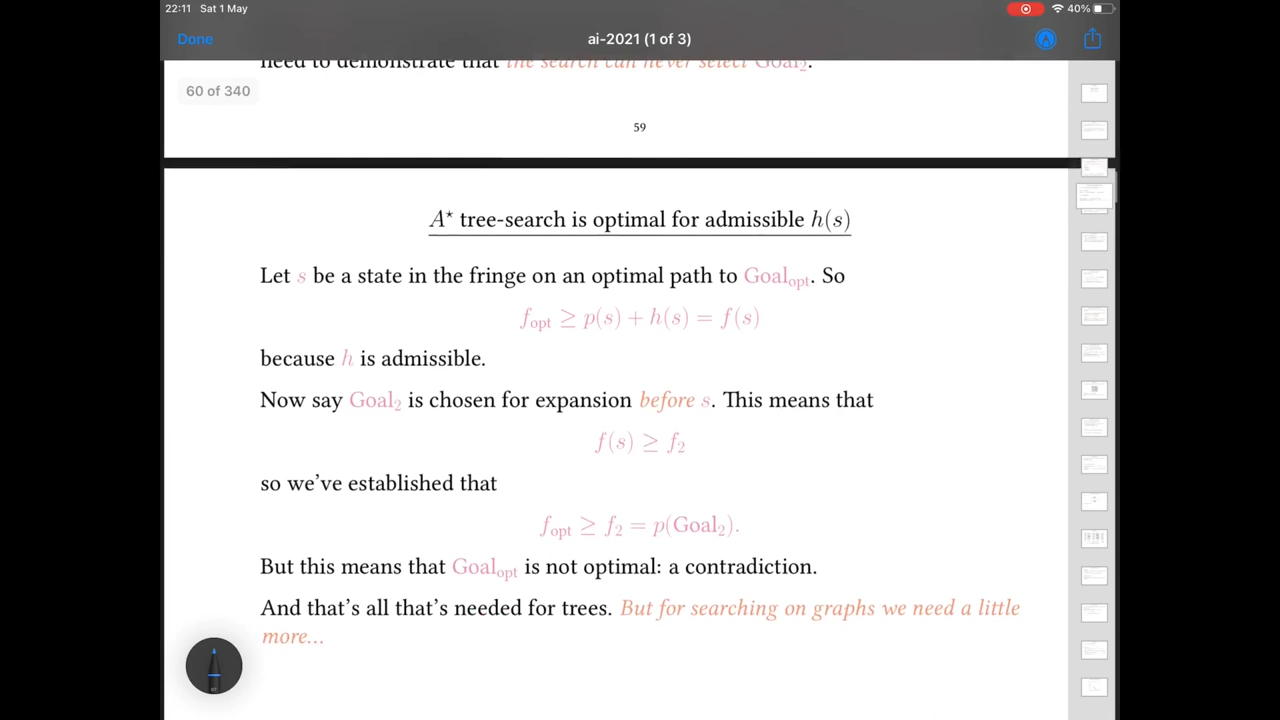 22:11 Sat 1 May
40%
Done
ai-2021 (1 of 3)
need to demonstrate that the search can never select Goal₂.
60 of 340
59
A⋆ tree-search is optimal for admissible h(s)
Let s be a state in the fringe on an optimal path to Goalₒₚₜ. So
fₒₚₜ ≥ p(s) + h(s) = f(s)
because h is admissible.
Now say Goal₂ is chosen for expansion before s. This means that
f(s) ≥ f₂
so we've established that
fₒₚₜ ≥ f₂ = p(Goal₂).
But this means that Goalₒₚₜ is not optimal: a contradiction.
And that's all that's needed for trees. But for searching on graphs we need a little
more…